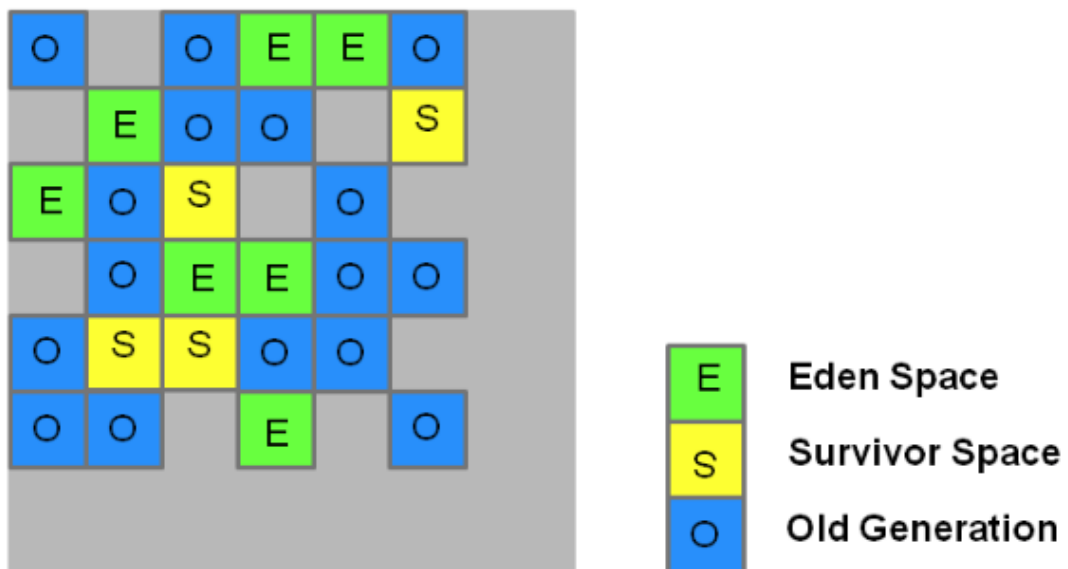 O O E E O
E O O S
E O S O
O E E O O
O S S O O
O O E O
E Eden Space
S Survivor Space
O Old Generation